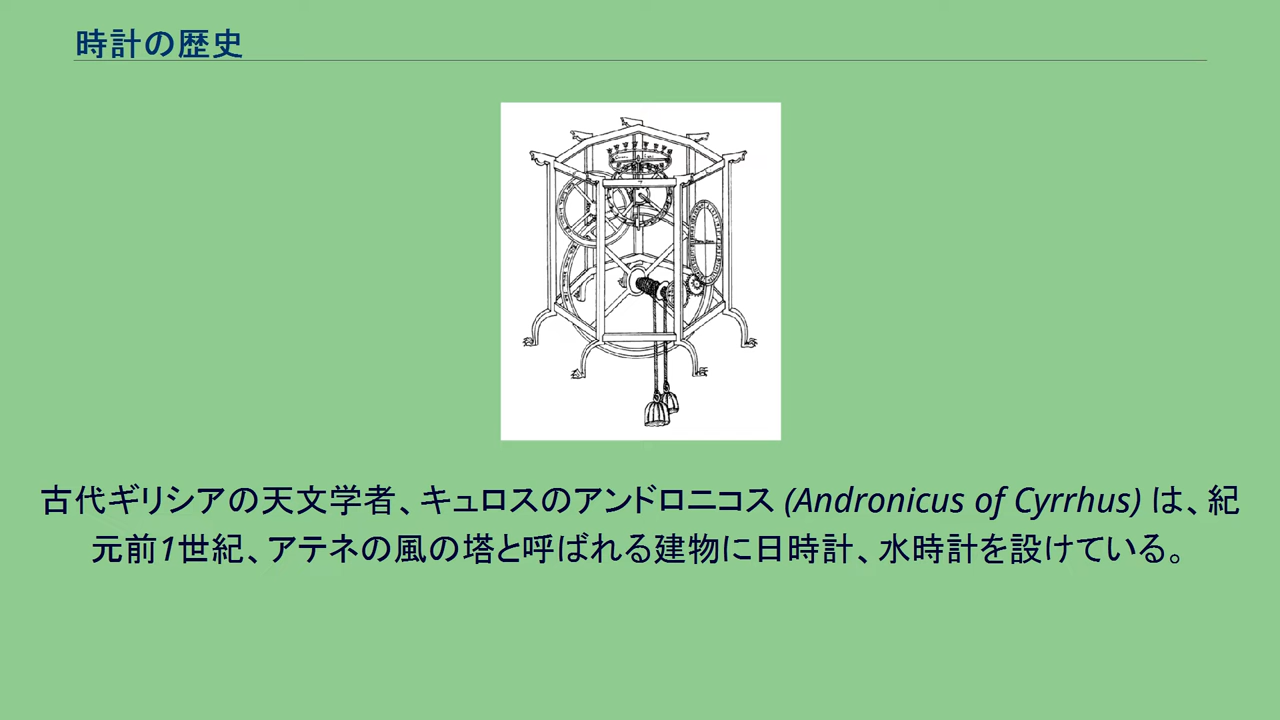 時計の歴史
古代ギリシアの天文学者、キュロスのアンドロニコス (Andronicus of Cyrrhus) は、紀
元前1世紀、アテネの風の塔と呼ばれる建物に日時計、水時計を設けている。